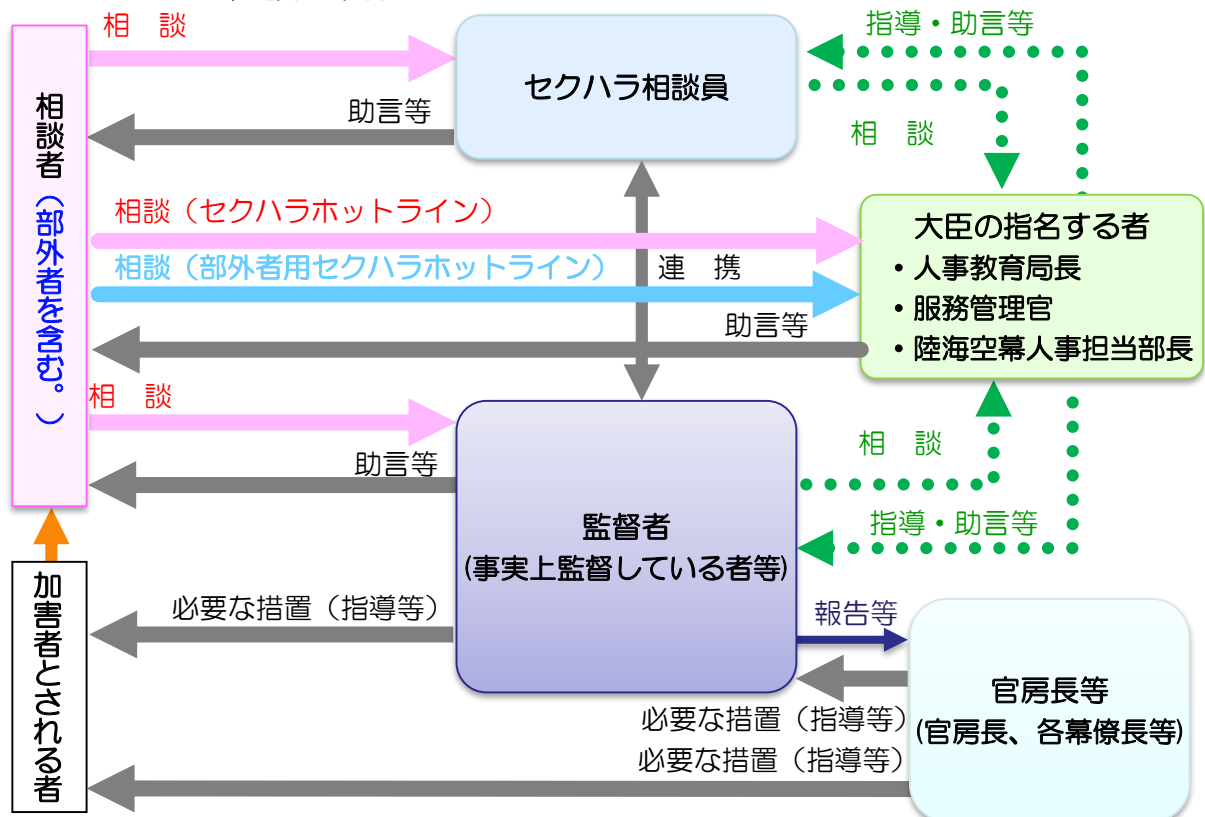 相　談
指導・助言等
セクハラ相談員
相談者（部外者を含む。）
助言等
相　談
相談（セクハラホットライン）
大臣の指名する者
・人事教育局長
・服務管理官
・陸海空幕人事担当部長
相談（部外者用セクハラホットライン）
連　携
助言等
相　談
相　談
助言等
監督者
(事実上監督している者等)
指導・助言等
加害者とされる者
必要な措置（指導等）
報告等
官房長等
(官房長、各幕僚長等)
必要な措置（指導等）
必要な措置（指導等）